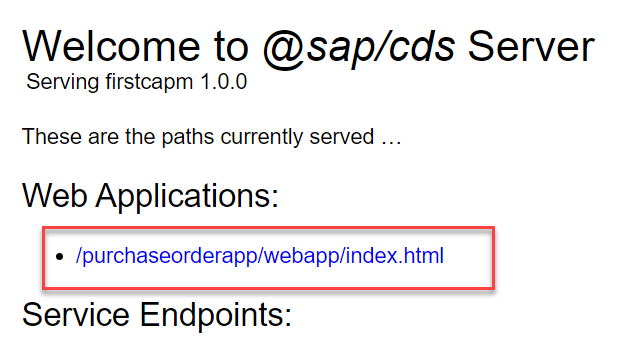 Welcome to @sap/cds Server
Serving firstcapm 1.0.0
These are the paths currently served …
Web Applications:
• /purchaseorderapp/webapp/index.html
Service Endpoints: